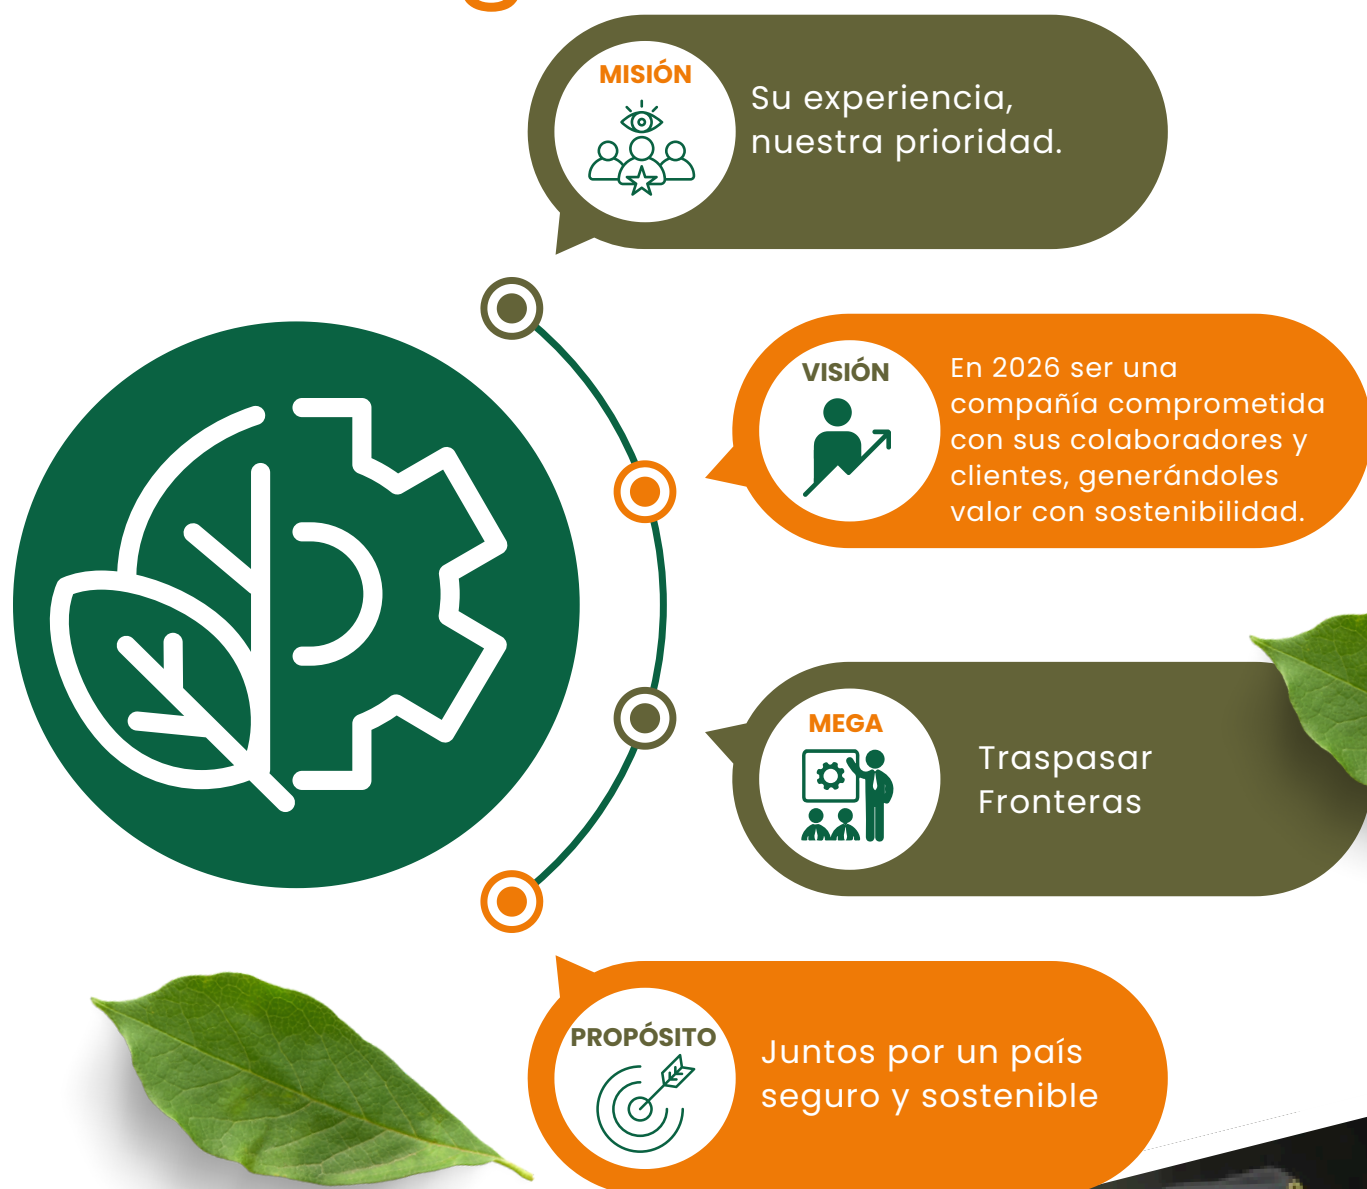 MISIÓN
Su experiencia,
nuestra prioridad.
VISIÓN
En 2026 ser una
compañía comprometida
con sus colaboradores y
clientes, generándoles
valor con sostenibilidad.
MEGA
Traspasar
Fronteras
PROPÓSITO
Juntos por un país
seguro y sostenible